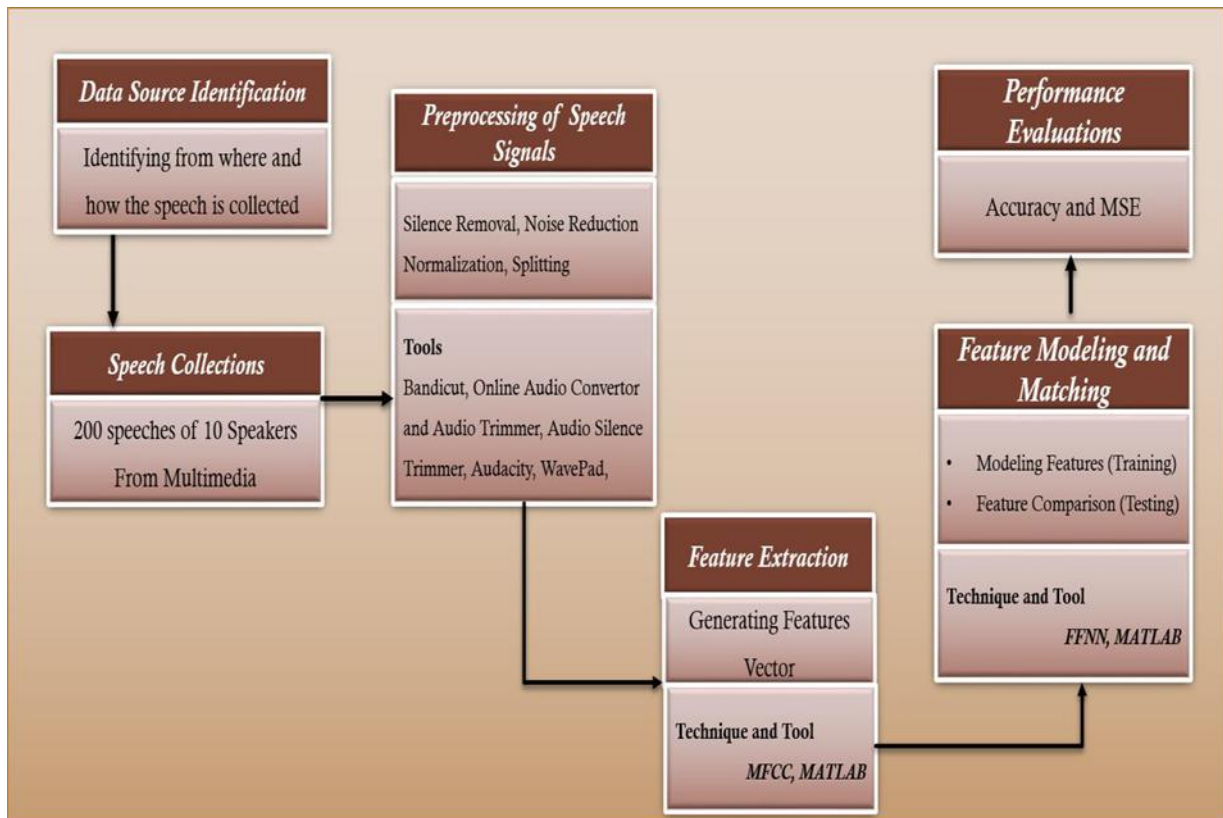 Data Source Identification
Identifying from where and
how the speech is collected
Speech Collections
200 speeches of 10 Speakers
From Multimedia
Preprocessing of Speech
Signals
Silence Removal, Noise Reduction
Normalization, Splitting
Tools
Bandicut, Online Audio Convertor
and Audio Trimmer, Audio Silence
Trimmer, Audacity, WavePad,
Feature Extraction
Generating Features
Vector
Technique and Tool
MFCC, MATLAB
Feature Modeling and
Matching
• Modeling Features (Training)
• Feature Comparison (Testing)
Technique and Tool
FFNN, MATLAB
Performance
Evaluations
Accuracy and MSE